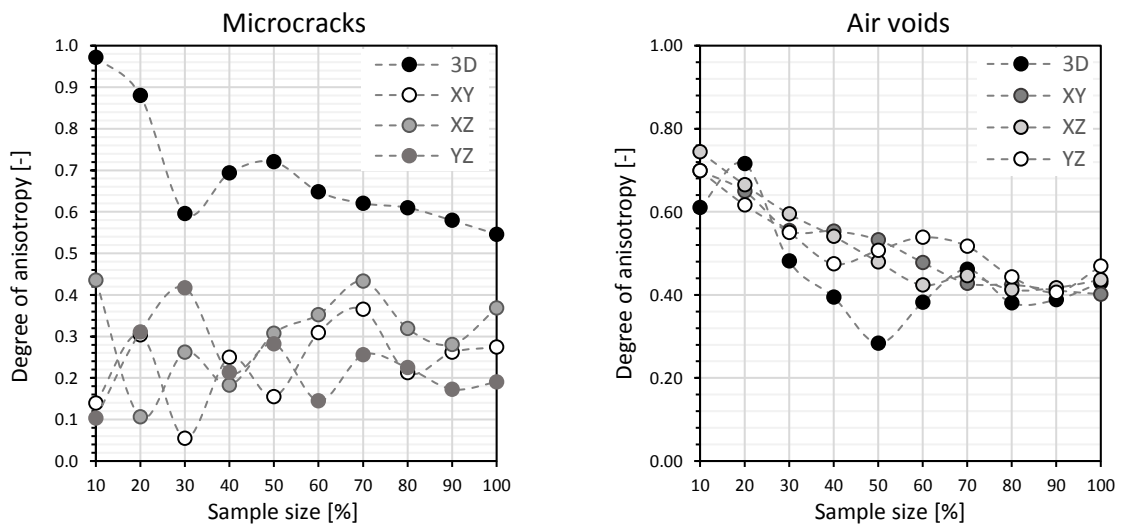 Microcracks
1.0
0.9
0.8
0.7
0.6
0.5
0.4
0.3
0.2
0.1
0.0
Degree of anisotropy [-]
3D
XY
XZ
YZ
10 20 30 40 50 60 70 80 90 100
Sample size [%]
Air voids
1.00
0.80
0.60
0.40
0.20
0.00
Degree of anisotropy [-]
3D
XY
XZ
YZ
10 20 30 40 50 60 70 80 90 100
Sample size [%]